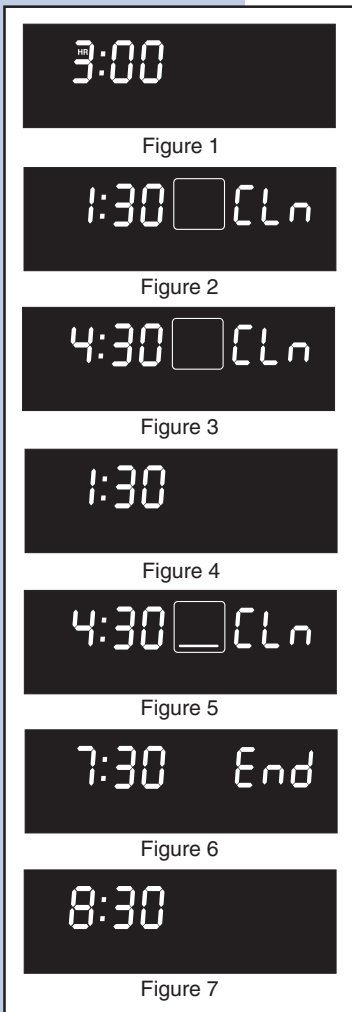 HR
3:00
Figure 1
1:30 CLn
Figure 2
4:30 CLn
Figure 3
1:30
Figure 4
4:30 CLn
Figure 5
7:30 End
Figure 6
8:30
Figure 7